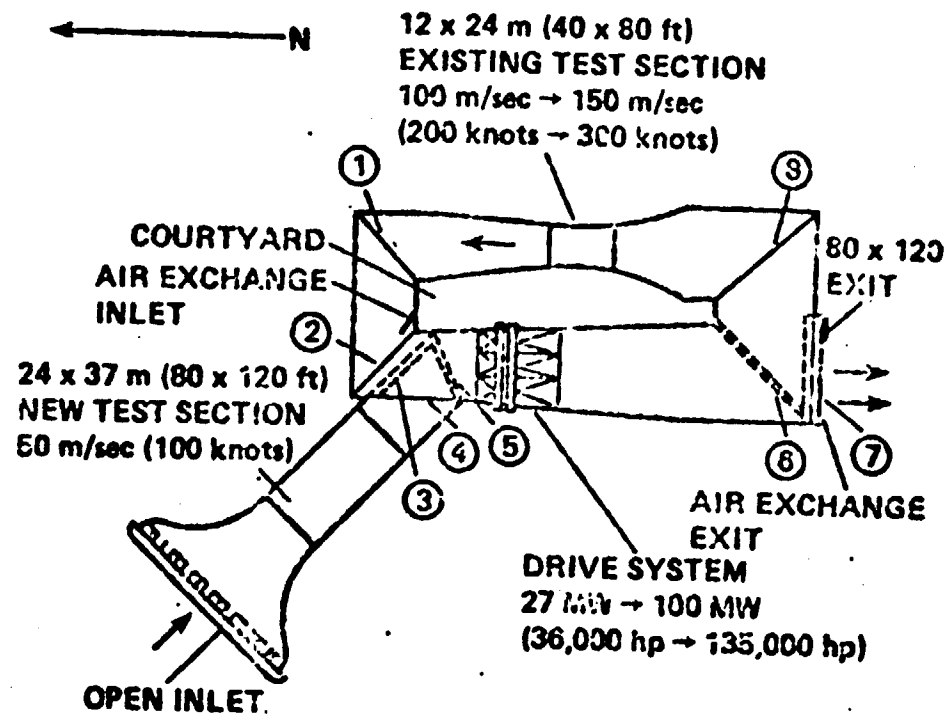 N
12 x 24 m (40 x 80 ft)
EXISTING TEST SECTION
100 m/sec → 150 m/sec
(200 knots → 300 knots)
1
8
COURTYARD
AIR EXCHANGE
INLET
80 x 120
EXIT
2
24 x 37 m (80 x 120 ft)
NEW TEST SECTION
50 m/sec (100 knots)
3
4
5
6
7
AIR EXCHANGE
EXIT
DRIVE SYSTEM
27 MW → 100 MW
(36,000 hp → 135,000 hp)
OPEN INLET